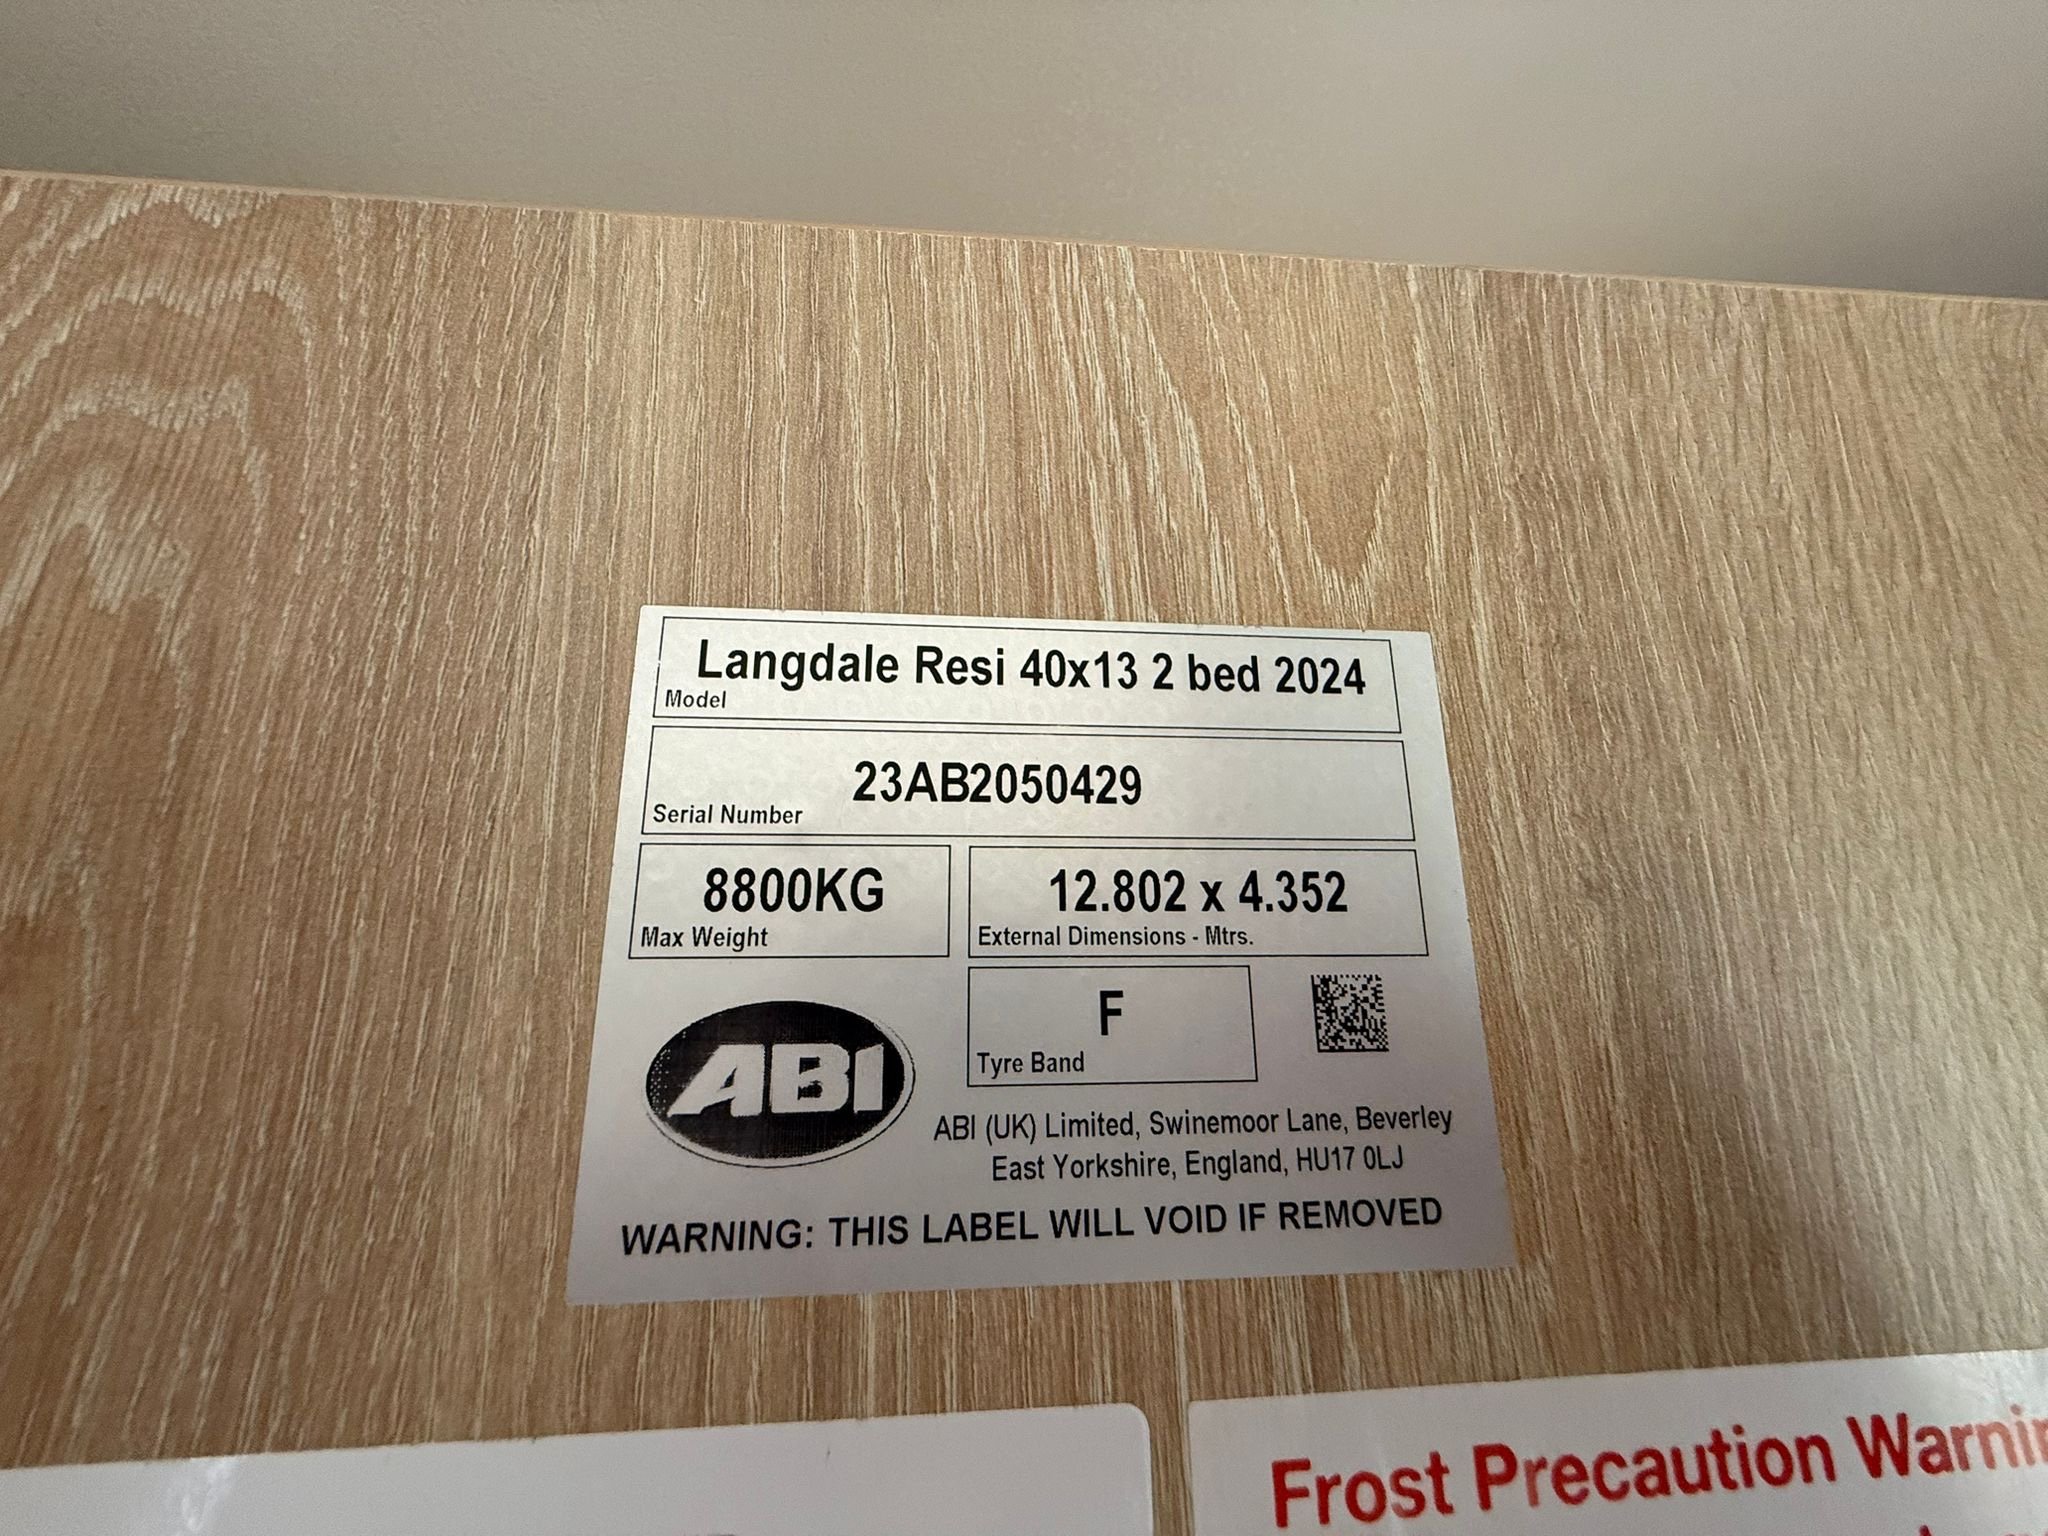 Langdale Resi 40x13 2 bed 2024
Model
23AB2050429
Serial Number
8800KG
Max Weight
12.802 x 4.352
External Dimensions - Mtrs.
F
Tyre Band
ABI
ABI (UK) Limited, Swinemoor Lane, Beverley
East Yorkshire, England, HU17 0LJ
WARNING: THIS LABEL WILL VOID IF REMOVED
Frost Precaution